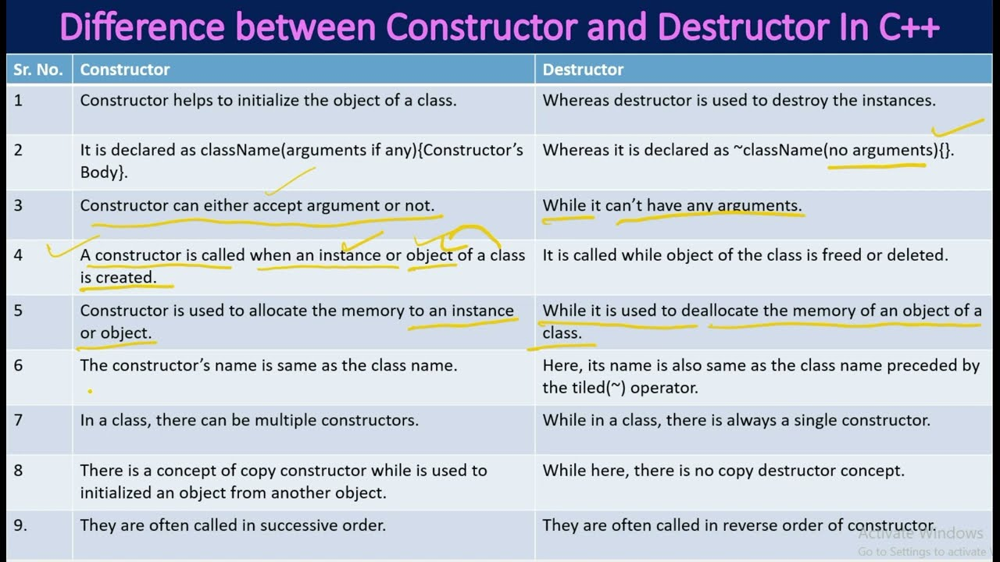 Difference between Constructor and Destructor In C++
Sr. No. Constructor Destructor
1 Constructor helps to initialize the object of a class. Whereas destructor is used to destroy the instances.
2 It is declared as className(arguments if any){Constructor’s Whereas it is declared as ~className(no arguments){}.
Body}.
3 Constructor can either accept argument or not. While it can’t have any arguments.
4 A constructor is called when an instance or object of a class It is called while object of the class is freed or deleted.
is created.
5 Constructor is used to allocate the memory to an instance While it is used to deallocate the memory of an object of a
or object. class.
6 The constructor’s name is same as the class name. Here, its name is also same as the class name preceded by
the tiled(~) operator.
7 In a class, there can be multiple constructors. While in a class, there is always a single constructor.
8 There is a concept of copy constructor while is used to While here, there is no copy destructor concept.
initialized an object from another object.
9. They are often called in successive order. They are often called in reverse order of constructor.
Activate Windows
Go to Settings to activate